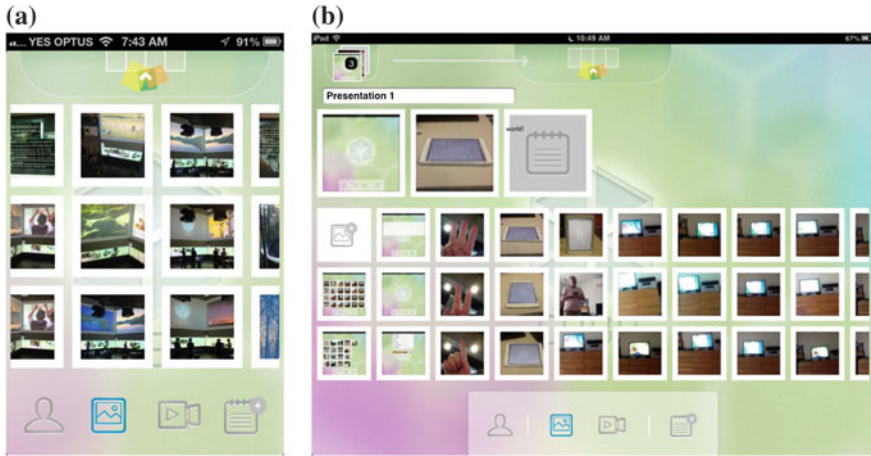 (a)
(b)
YES OPTUS 7:43 AM 91%
iPad 10:49 AM 67%
3
Presentation 1
world!